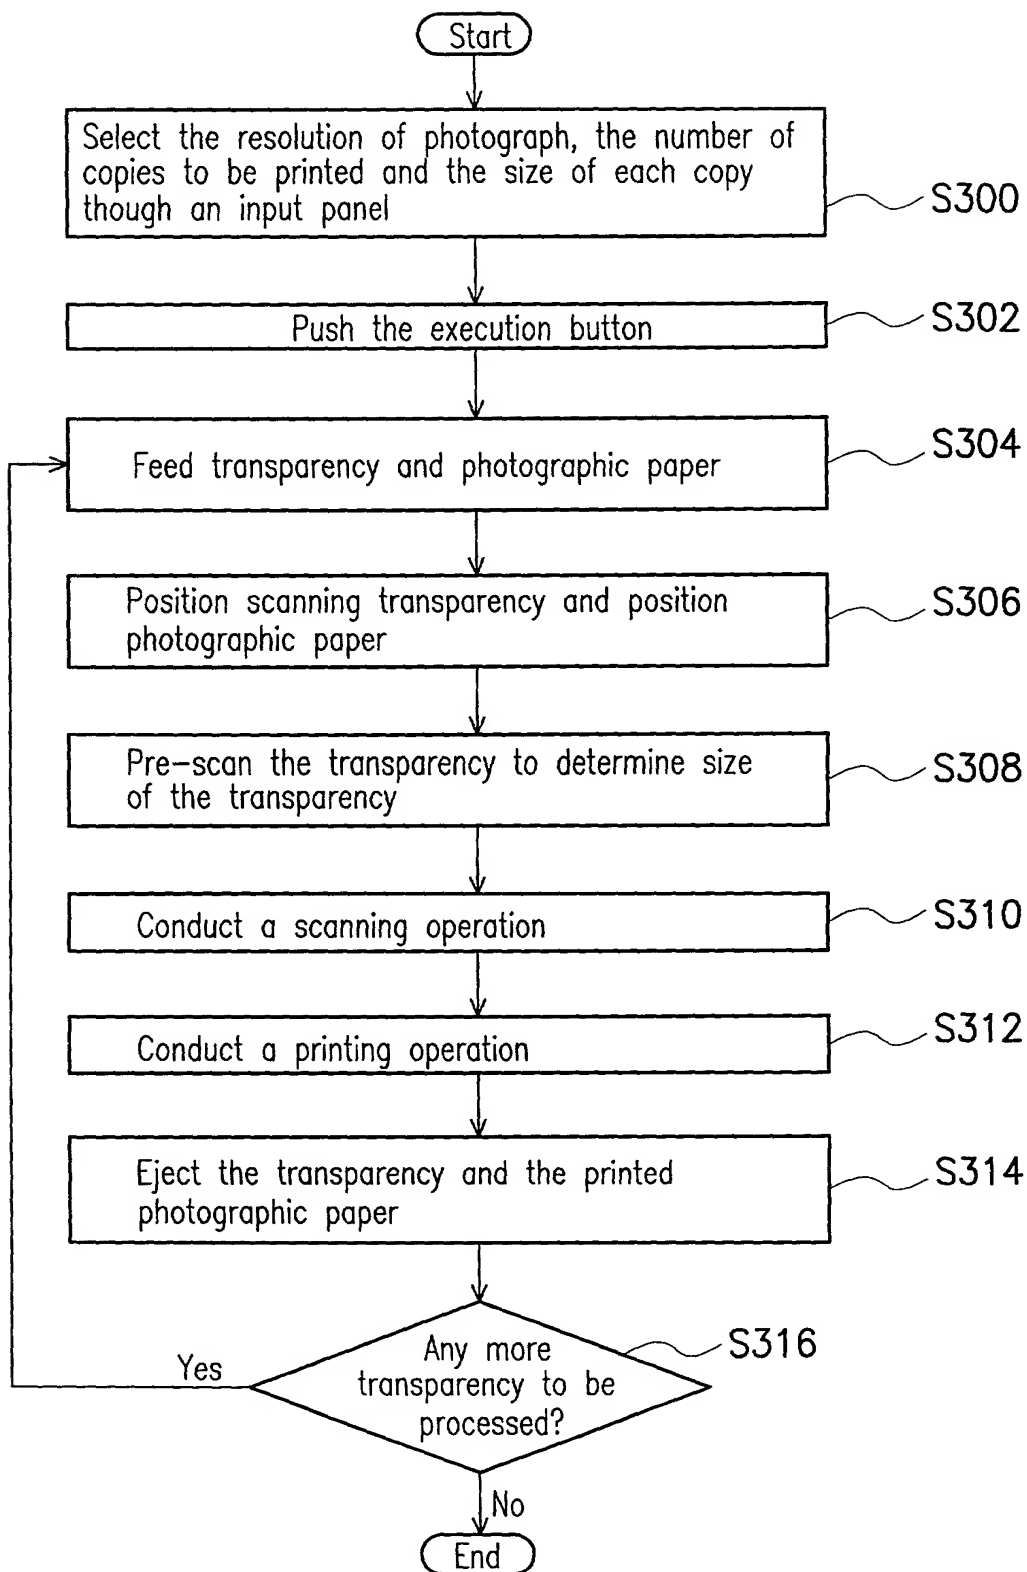 Start
Select the resolution of photograph, the number of
copies to be printed and the size of each copy
though an input panel
S300
Push the execution button
S302
Feed transparency and photographic paper
S304
Position scanning transparency and position
photographic paper
S306
Pre-scan the transparency to determine size
of the transparency
S308
Conduct a scanning operation
S310
Conduct a printing operation
S312
Eject the transparency and the printed
photographic paper
S314
Any more
transparency to be
processed?
S316
Yes
No
End